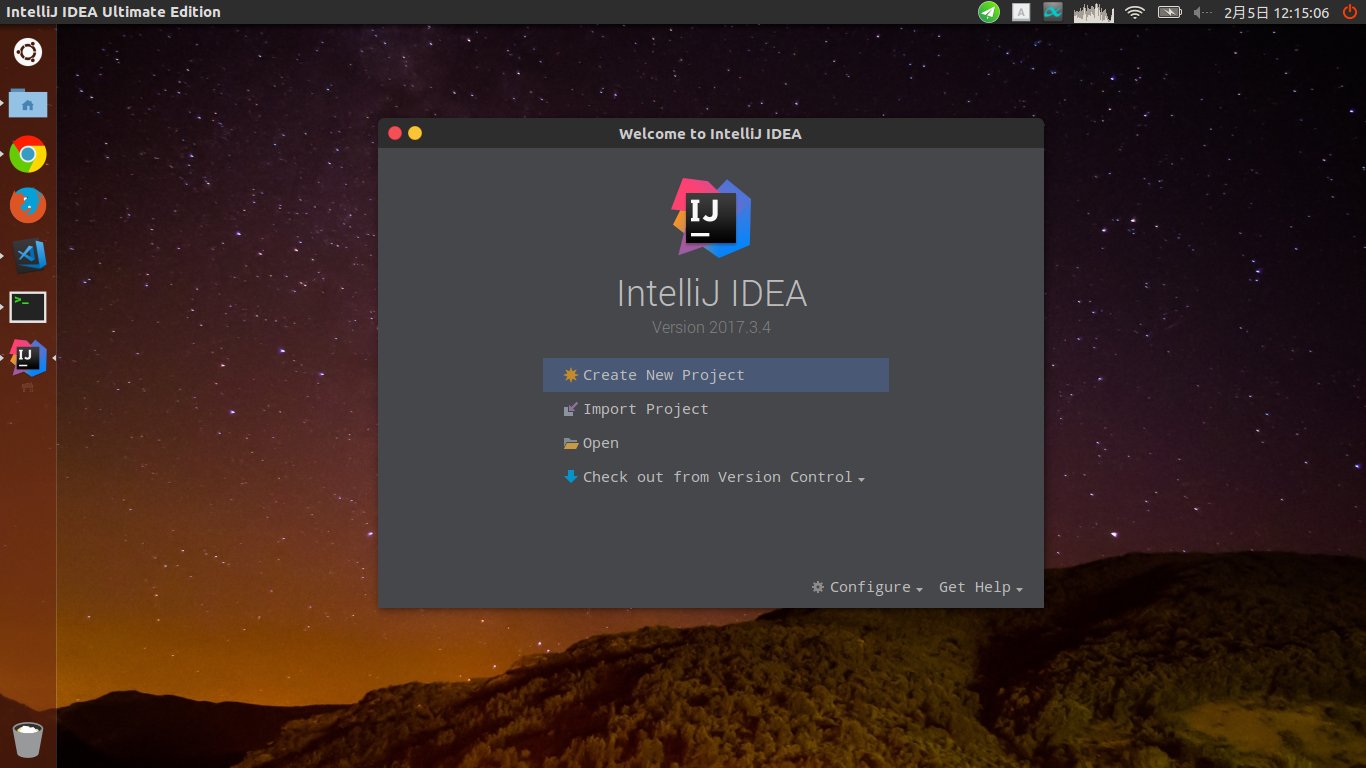 IntelliJ IDEA Ultimate Edition
A
2月5日 12:15:06
>_
IJ
Welcome to IntelliJ IDEA
IJ
IntelliJ IDEA
Version 2017.3.4
Create New Project
Import Project
Open
Check out from Version Control
Configure
Get Help